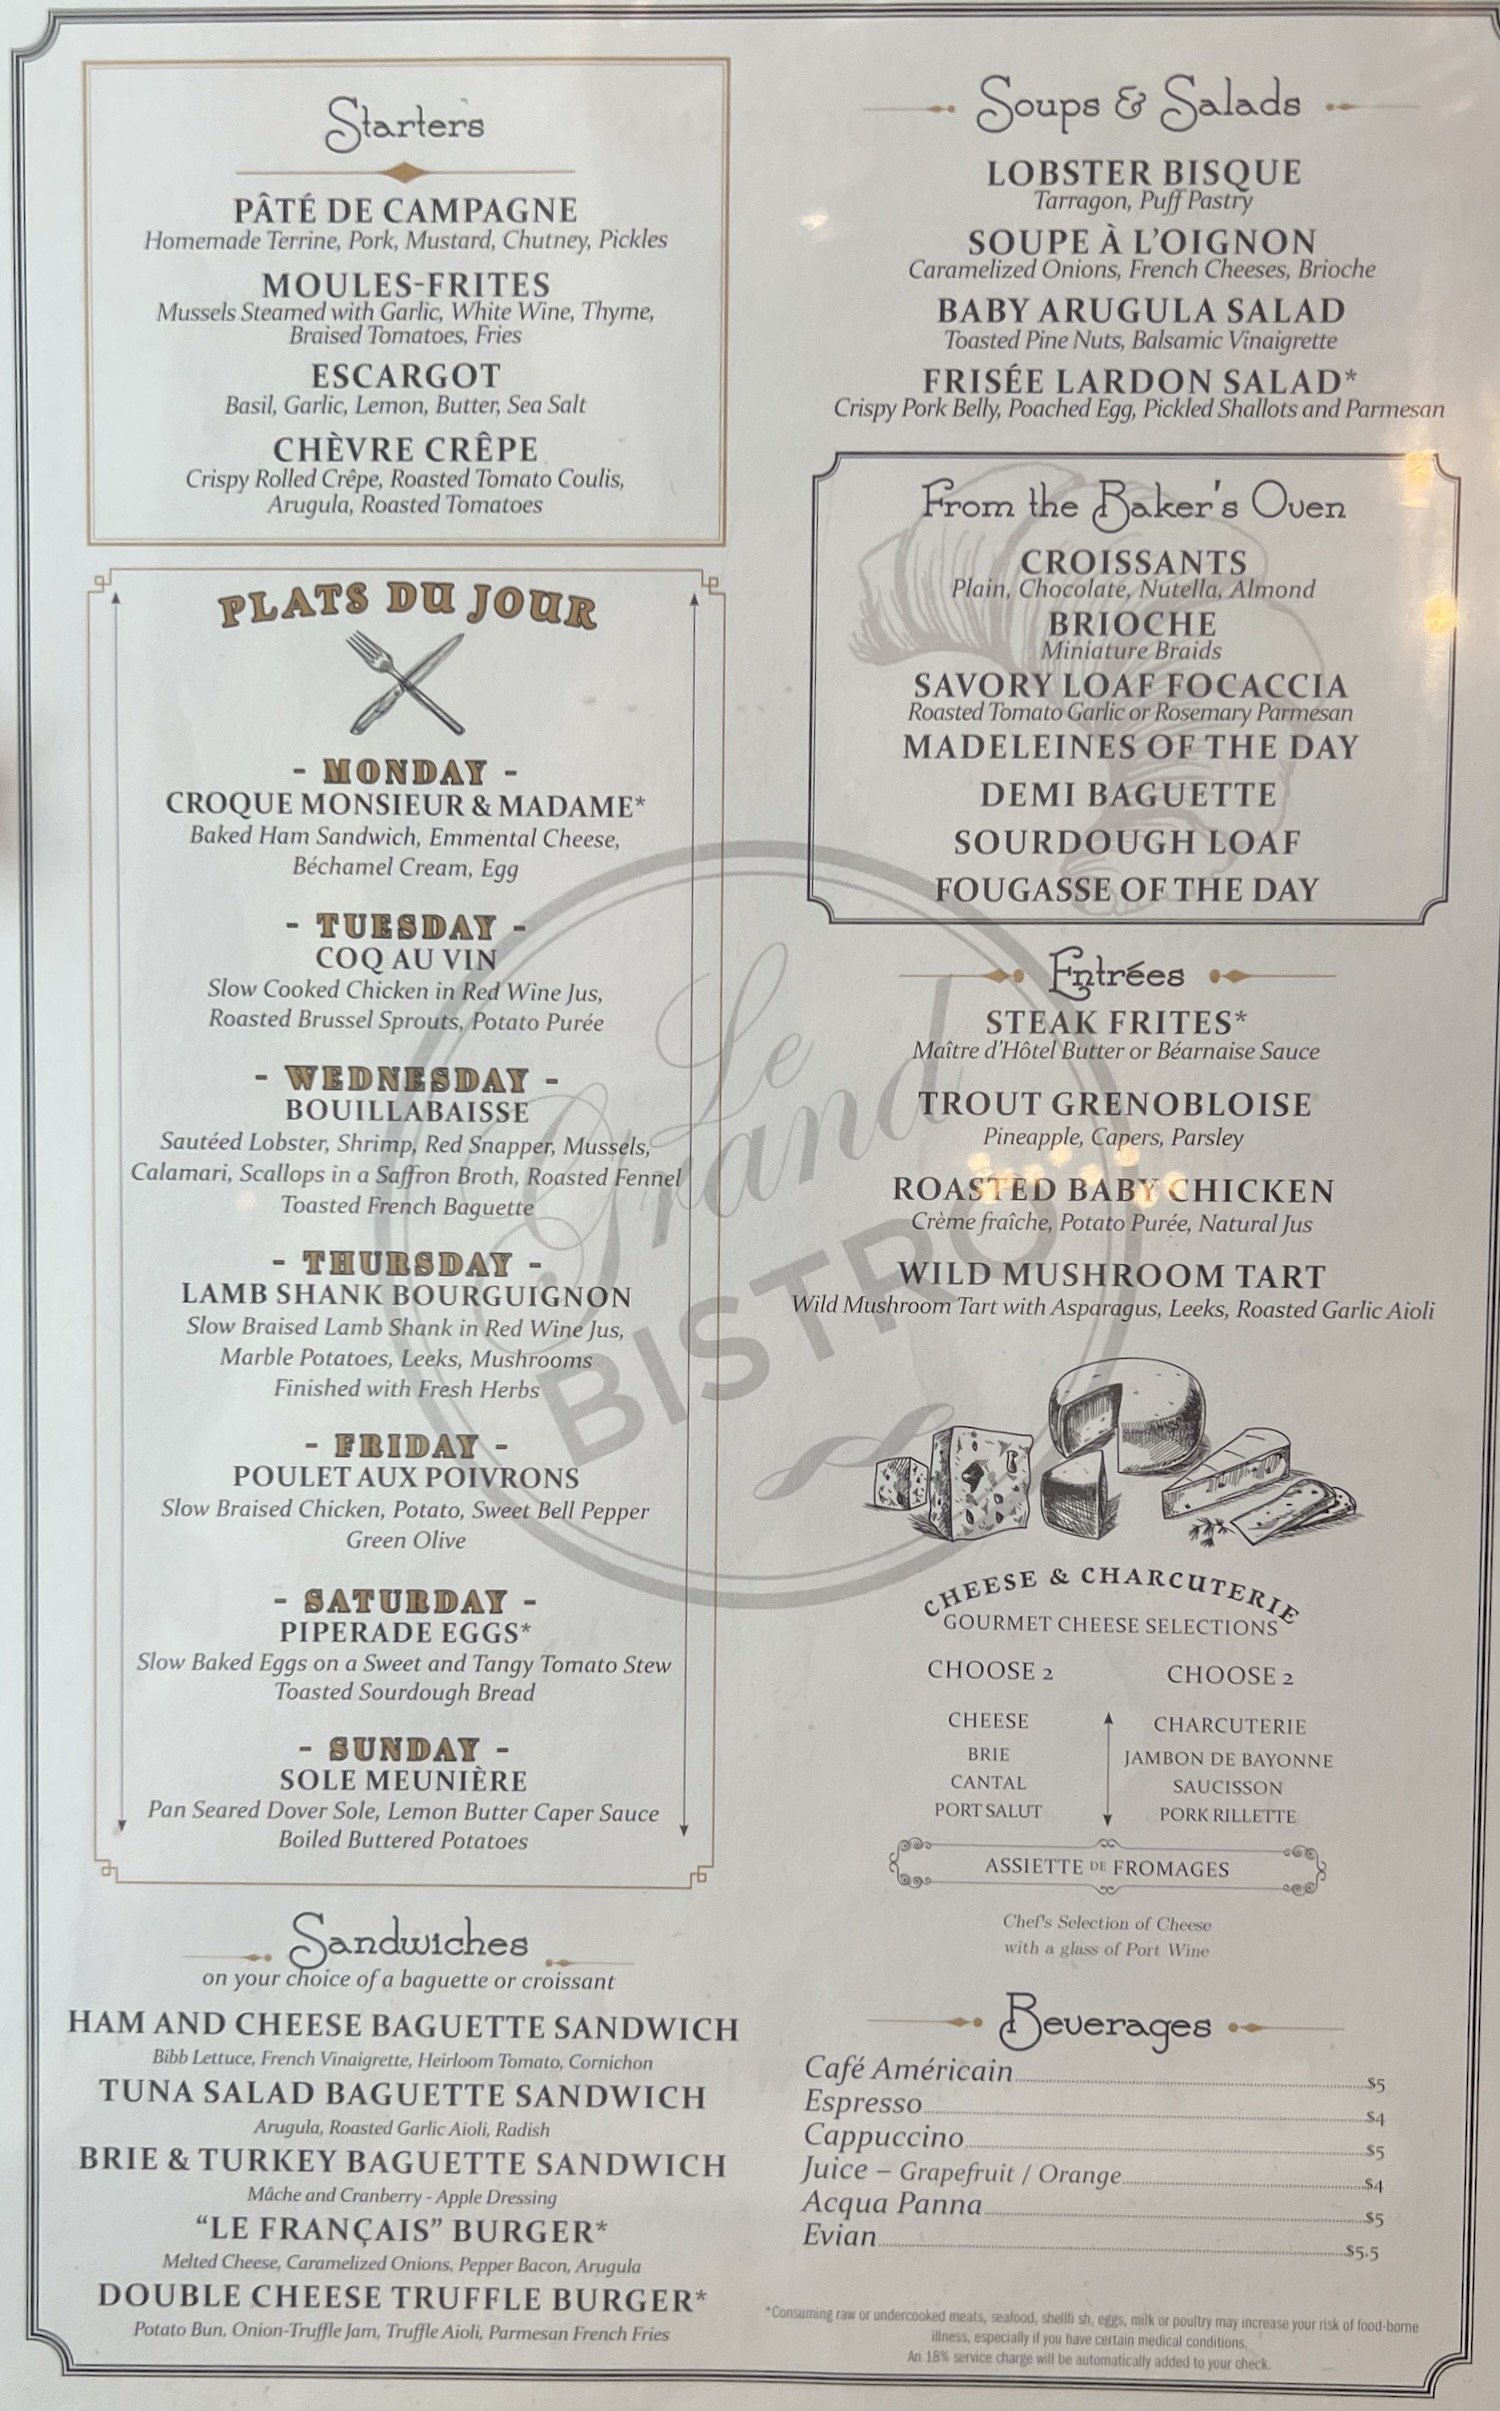 Starters
PÂTÉ DE CAMPAGNE
Homemade Terrine, Pork, Mustard, Chutney, Pickles
MOULES-FRITES
Mussels Steamed with Garlic, White Wine, Thyme,
Braised Tomatoes, Fries
ESCARGOT
Basil, Garlic, Lemon, Butter, Sea Salt
CHÈVRE CRÊPE
Crispy Rolled Crêpe, Roasted Tomato Coulis,
Arugula, Roasted Tomatoes
PLATS DU JOUR
- MONDAY -
CROQUE MONSIEUR & MADAME*
Baked Ham Sandwich, Emmental Cheese,
Béchamel Cream, Egg
- TUESDAY -
COQ AU VIN
Slow Cooked Chicken in Red Wine Jus,
Roasted Brussel Sprouts, Potato Purée
- WEDNESDAY -
BOUILLABAISSE
Sautéed Lobster, Shrimp, Red Snapper, Mussels,
Calamari, Scallops in a Saffron Broth, Roasted Fennel
Toasted French Baguette
- THURSDAY -
LAMB SHANK BOURGUIGNON
Slow Braised Lamb Shank in Red Wine Jus,
Marble Potatoes, Leeks, Mushrooms
Finished with Fresh Herbs
- FRIDAY -
POULET AUX POIVRONS
Slow Braised Chicken, Potato, Sweet Bell Pepper
Green Olive
- SATURDAY -
PIPERADE EGGS*
Slow Baked Eggs on a Sweet and Tangy Tomato Stew
Toasted Sourdough Bread
- SUNDAY -
SOLE MEUNIÈRE
Pan Seared Dover Sole, Lemon Butter Caper Sauce
Boiled Buttered Potatoes
Sandwiches
on your choice of a baguette or croissant
HAM AND CHEESE BAGUETTE SANDWICH
Bibb Lettuce, French Vinaigrette, Heirloom Tomato, Cornichon
TUNA SALAD BAGUETTE SANDWICH
Arugula, Roasted Garlic Aioli, Radish
BRIE & TURKEY BAGUETTE SANDWICH
Mâche and Cranberry - Apple Dressing
"LE FRANÇAIS" BURGER*
Melted Cheese, Caramelized Onions, Pepper Bacon, Arugula
DOUBLE CHEESE TRUFFLE BURGER*
Potato Bun, Onion-Truffle Jam, Truffle Aioli, Parmesan French Fries
Le
Grand
BISTRO
Soups & Salads
LOBSTER BISQUE
Tarragon, Puff Pastry
SOUPE À L'OIGNON
Caramelized Onions, French Cheeses, Brioche
BABY ARUGULA SALAD
Toasted Pine Nuts, Balsamic Vinaigrette
FRISÉE LARDON SALAD*
Crispy Pork Belly, Poached Egg, Pickled Shallots and Parmesan
From the Baker's Oven
CROISSANTS
Plain, Chocolate, Nutella, Almond
BRIOCHE
Miniature Braids
SAVORY LOAF FOCACCIA
Roasted Tomato Garlic or Rosemary Parmesan
MADELEINES OF THE DAY
DEMI BAGUETTE
SOURDOUGH LOAF
FOUGASSE OF THE DAY
Entrées
STEAK FRITES*
Maître d'Hôtel Butter or Béarnaise Sauce
TROUT GRENOBLOISE
Pineapple, Capers, Parsley
ROASTED BABY CHICKEN
Crème fraîche, Potato Purée, Natural Jus
WILD MUSHROOM TART
Wild Mushroom Tart with Asparagus, Leeks, Roasted Garlic Aioli
CHEESE & CHARCUTERIE
GOURMET CHEESE SELECTIONS
CHOOSE 2
CHEESE
BRIE
CANTAL
PORT SALUT
CHOOSE 2
CHARCUTERIE
JAMBON DE BAYONNE
SAUCISSON
PORK RILLETTE
ASSIETTE DE FROMAGES
Chef's Selection of Cheese
with a glass of Port Wine
Beverages
Café Américain $5
Espresso $4
Cappuccino $5
Juice – Grapefruit / Orange $4
Acqua Panna $5
Evian $5.5
*Consuming raw or undercooked meats, seafood, shellfi sh, eggs, milk or poultry may increase your risk of food-borne
illness, especially if you have certain medical conditions.
An 18% service charge will be automatically added to your check.